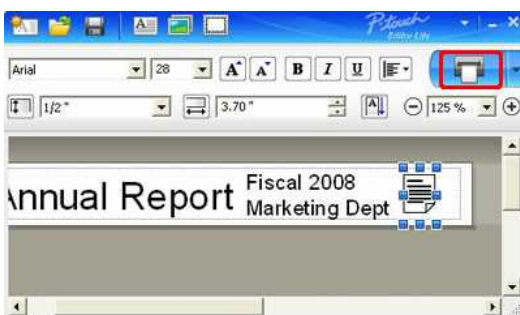 P-touch
Editor Lite
Arial
28
A A B I U
1/2 "
3.70 "
A
125 %
Annual Report
Fiscal 2008
Marketing Dept